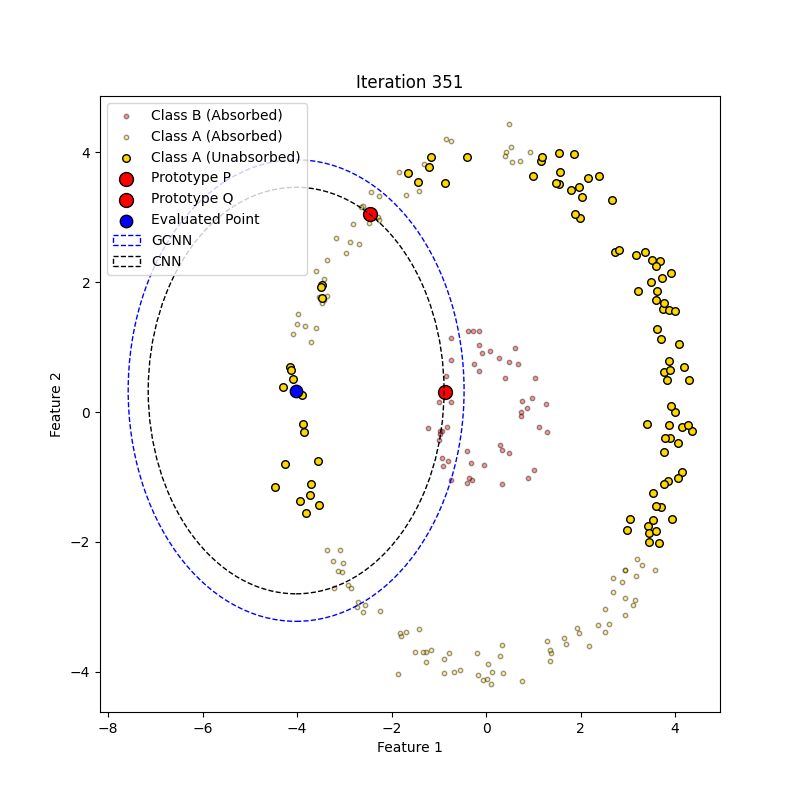 Iteration 351
Class B (Absorbed)
Class A (Absorbed)
Class A (Unabsorbed)
Prototype P
Prototype Q
Evaluated Point
GCNN
CNN
4
2
0
−2
−4
Feature 2
−8 −6 −4 −2 0 2 4
Feature 1